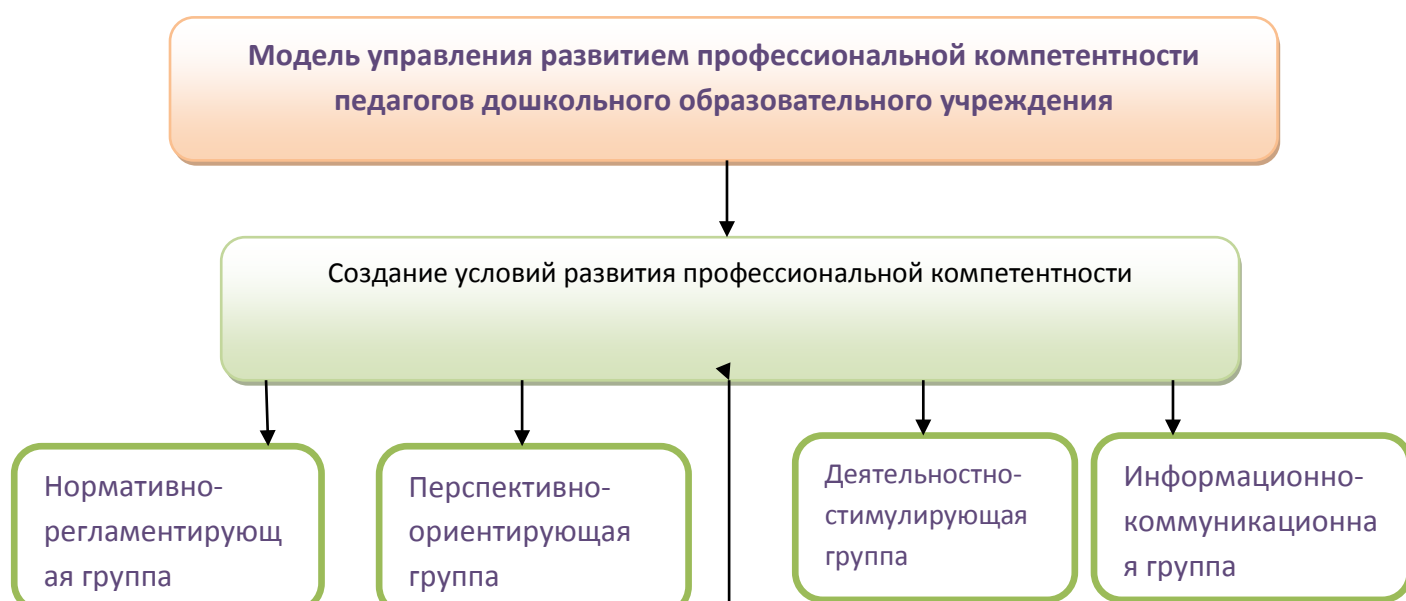 Модель управления развитием профессиональной компетентности
педагогов дошкольного образовательного учреждения
Создание условий развития профессиональной компетентности
Нормативно-
регламентирующ
ая группа
Перспективно-
ориентирующая
группа
Деятельностно-
стимулирующая
группа
Информационно-
коммуникационна
я группа